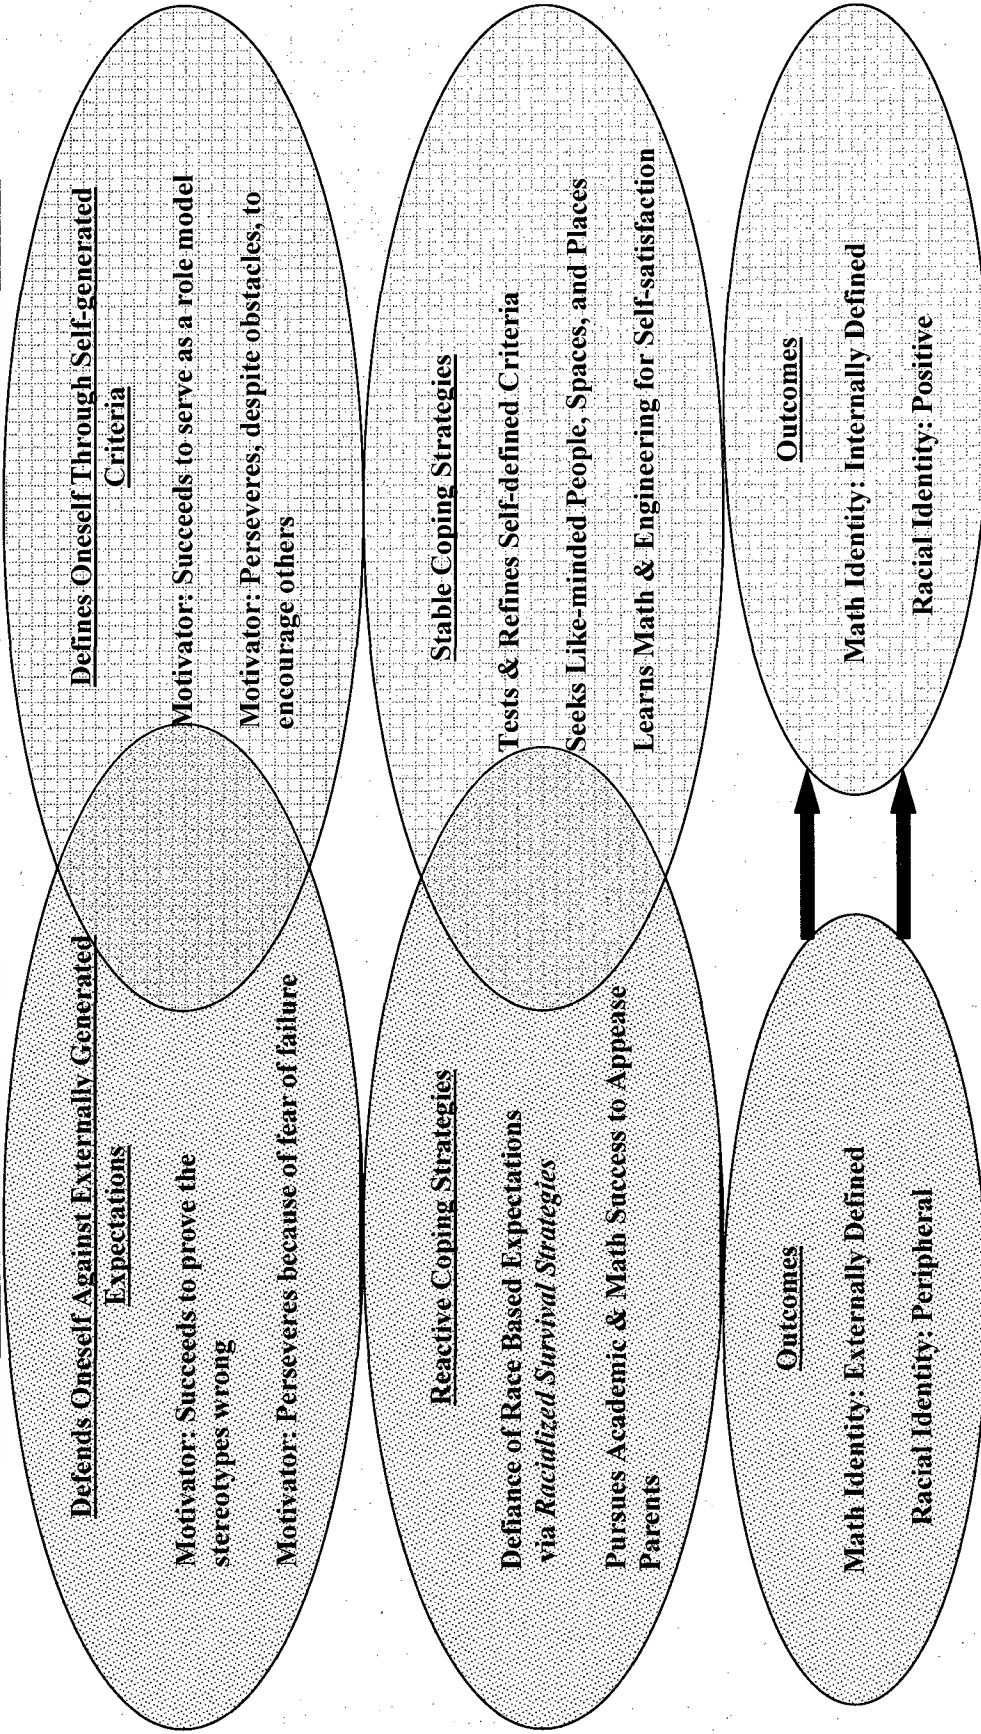 Defends Oneself Against Externally Generated
Expectations
Motivator: Succeeds to prove the
stereotypes wrong
Motivator: Perseveres because of fear of failure
Defines Oneself Through Self-generated
Criteria
Motivator: Succeeds to serve as a role model
Motivator: Perseveres, despite obstacles, to
encourage others
Reactive Coping Strategies
Defiance of Race Based Expectations
via Racialized Survival Strategies
Pursues Academic & Math Success to Appease
Parents
Stable Coping Strategies
Tests & Refines Self-defined Criteria
Seeks Like-minded People, Spaces, and Places
Learns Math & Engineering for Self-satisfaction
Outcomes
Math Identity: Externally Defined
Racial Identity: Peripheral
Outcomes
Math Identity: Internally Defined
Racial Identity: Positive